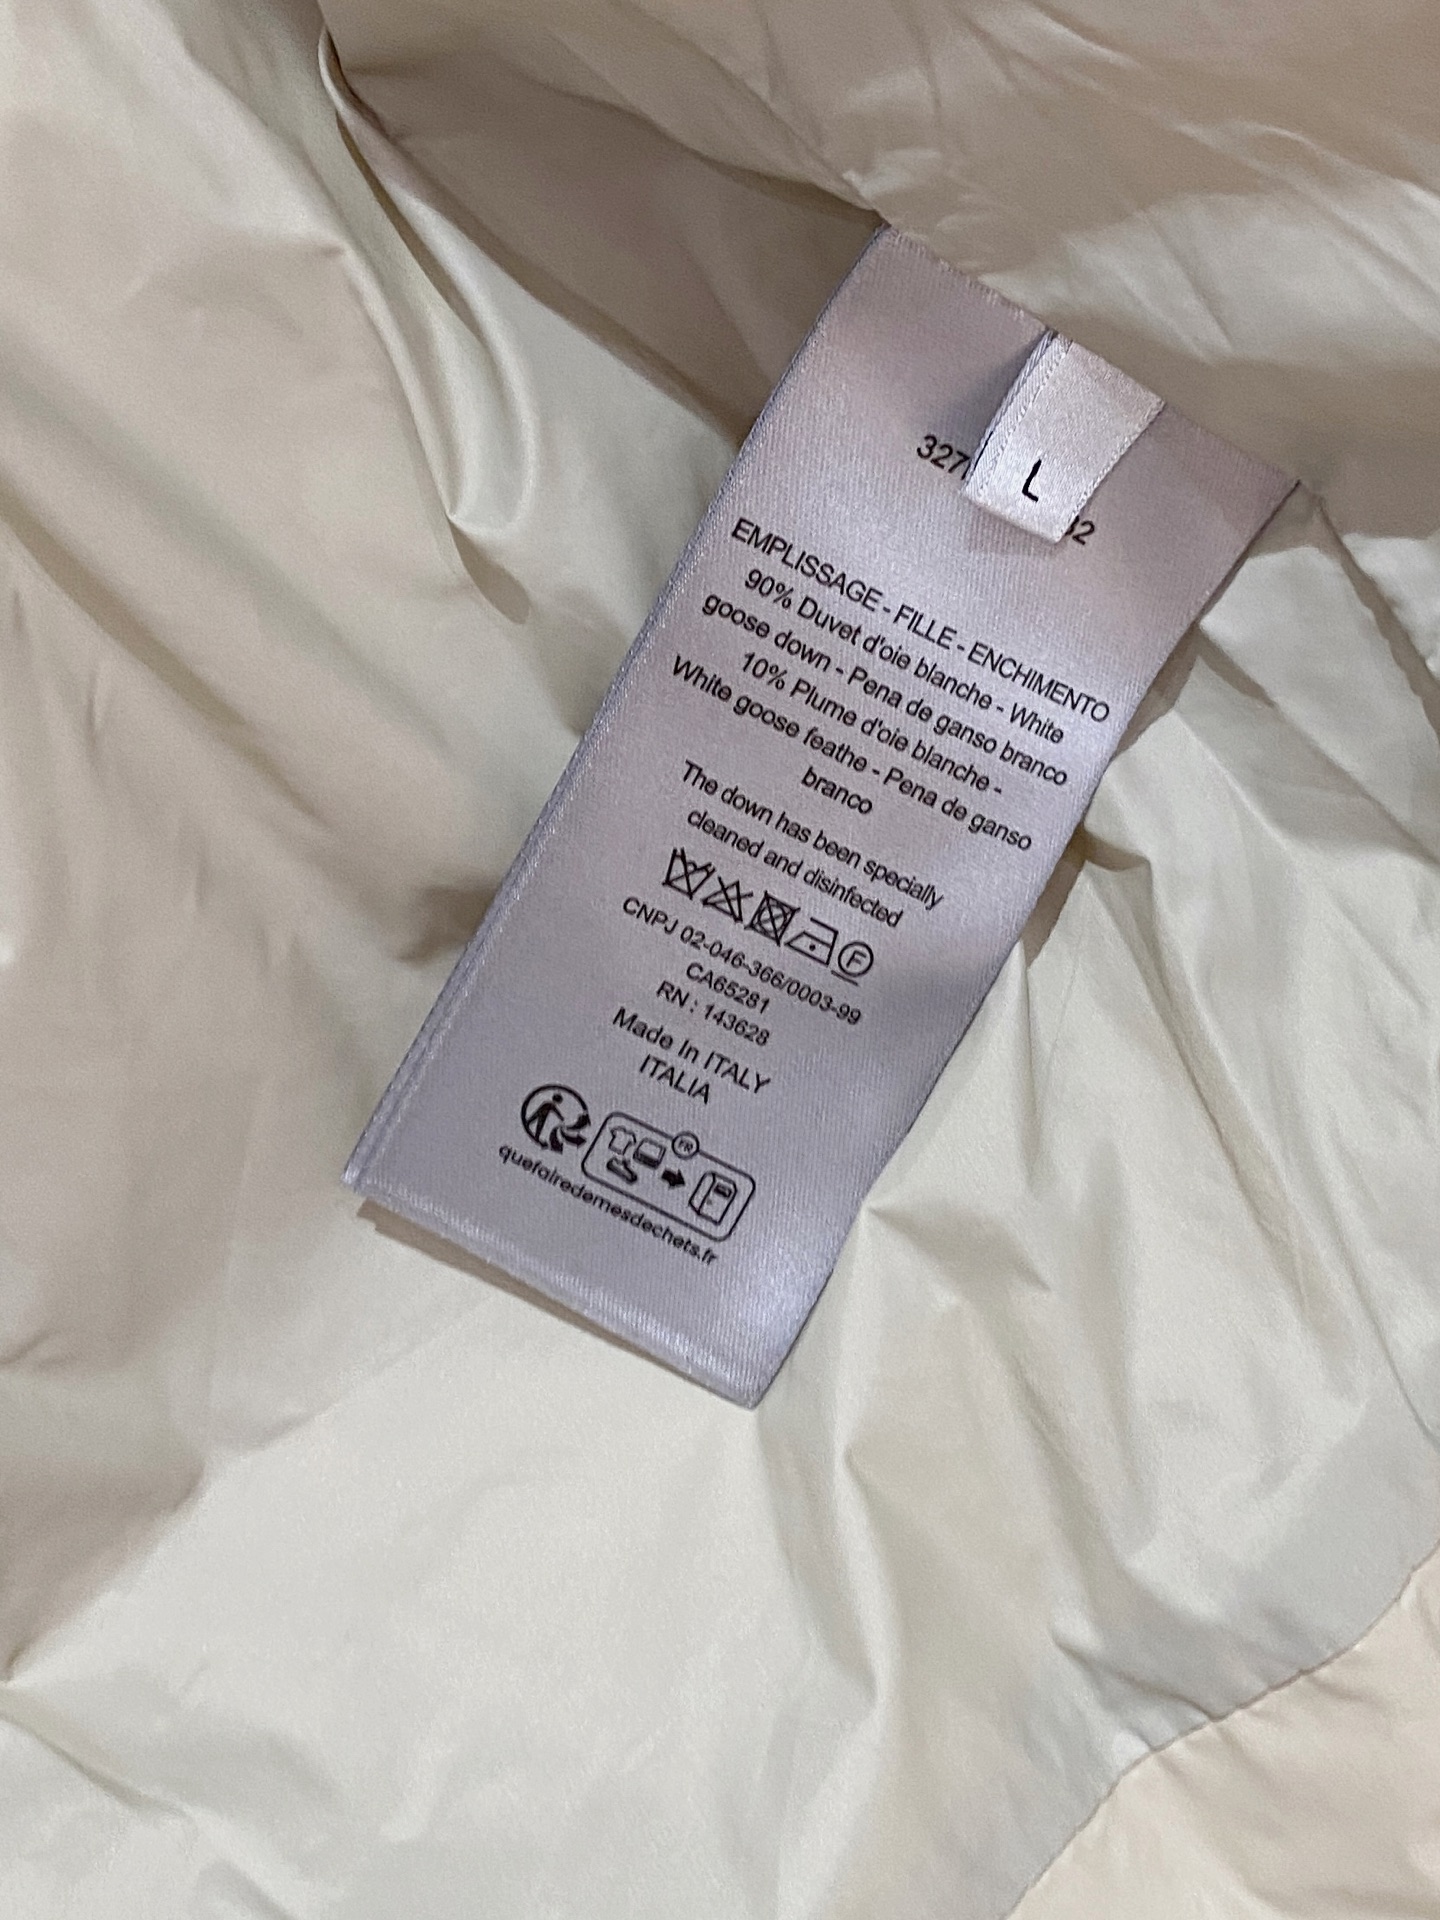 L
EMPLISSAGE - FILLE - ENCHIMENTO
90% Duvet d'oie blanche - White
goose down - Pena de ganso branco
10% Plume d'oie blanche -
White goose feathe - Pena de ganso
branco
The down has been specially
cleaned and disinfected
F
CNPJ 02-046-366/0003-99
CA65281
RN : 143628
Made In ITALY
ITALIA
FR
quefairedemesdechets.fr